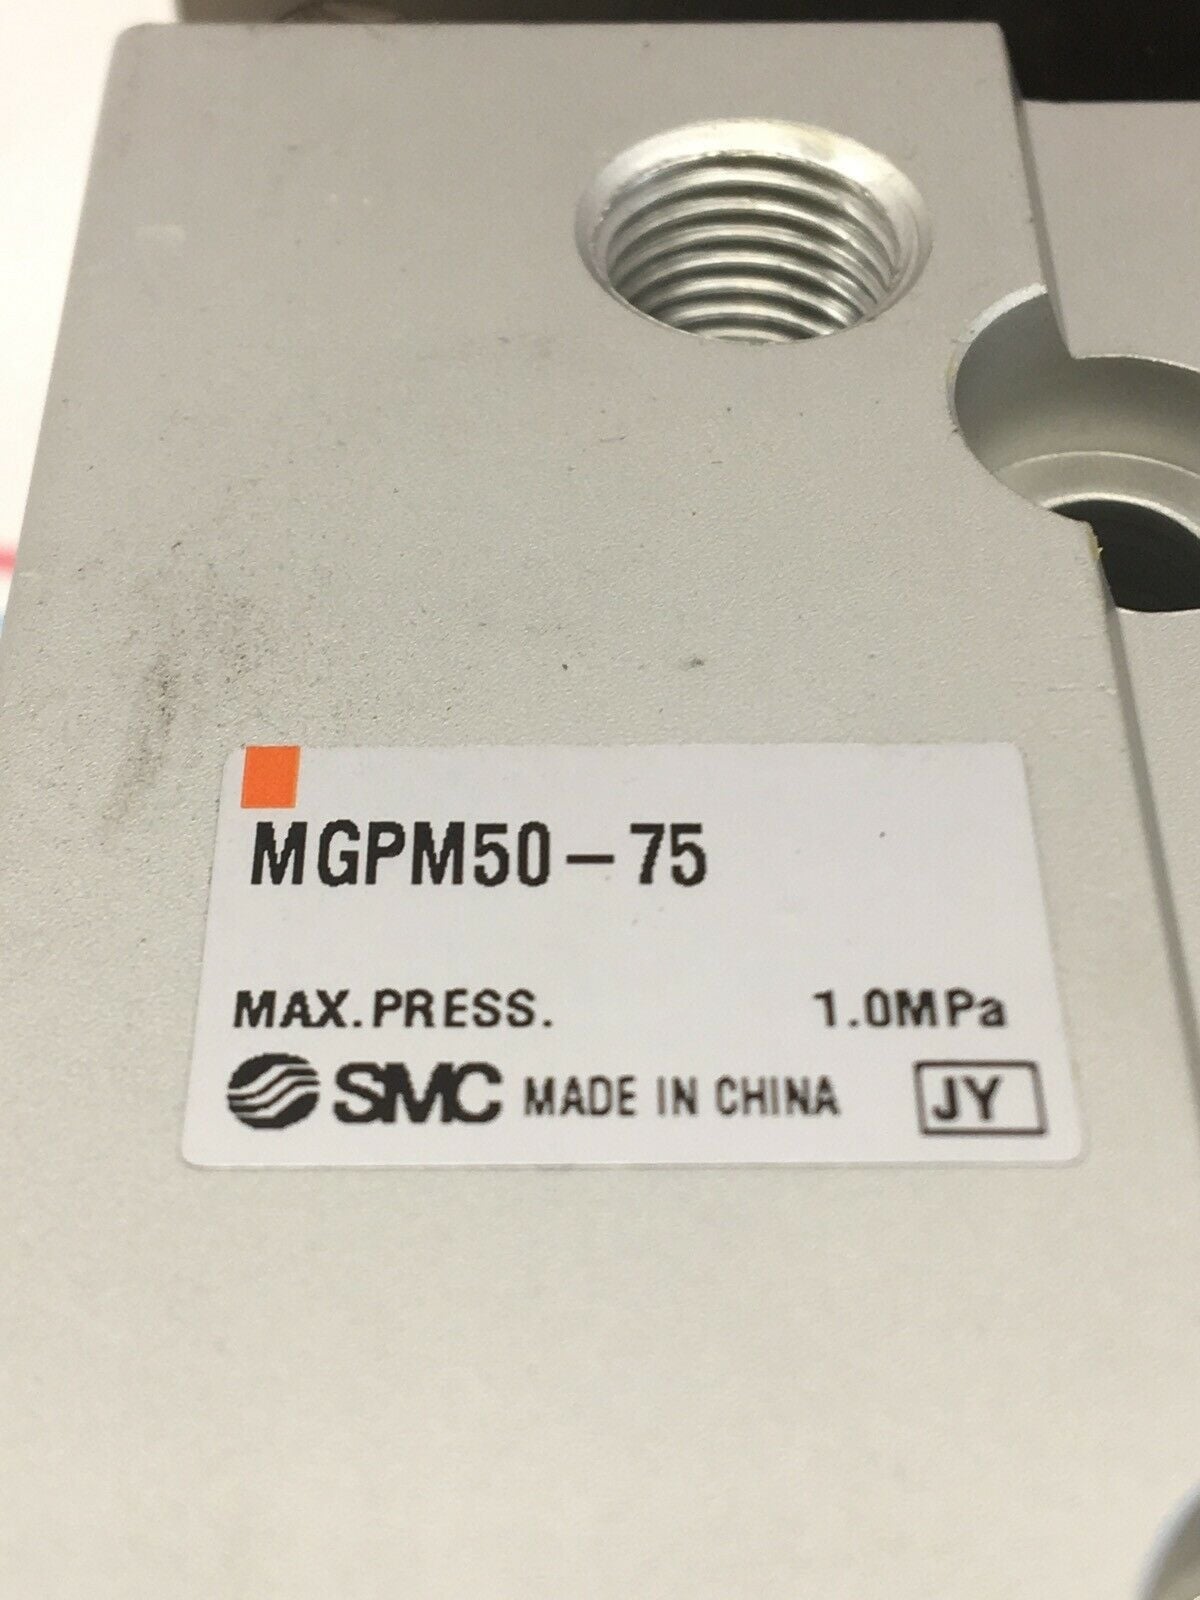 MGPM50-75
MAX.PRESS. 1.0MPa
SMC MADE IN CHINA JY